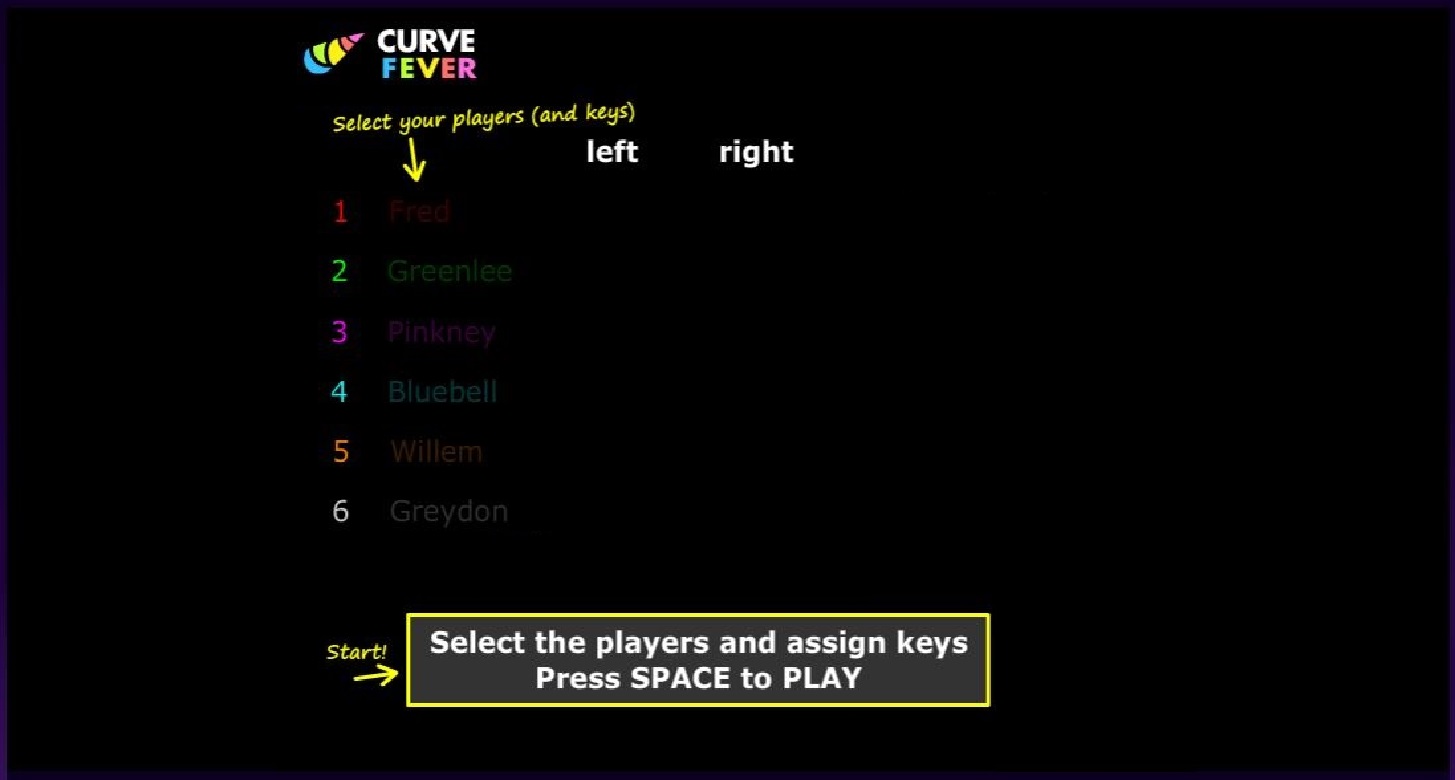 CURVE
FEVER
Select your players (and keys)
left right
1 Fred
2 Greenlee
3 Pinkney
4 Bluebell
5 Willem
6 Greydon
Start!
Select the players and assign keys
Press SPACE to PLAY